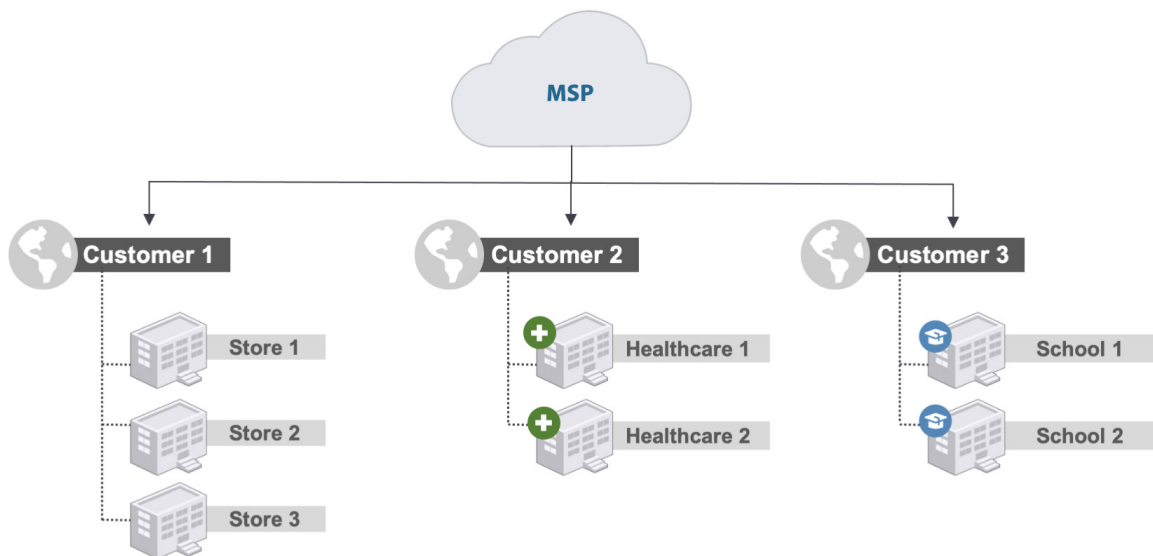 MSP
Customer 1
Customer 2
Customer 3
Store 1
Healthcare 1
School 1
Store 2
Healthcare 2
School 2
Store 3